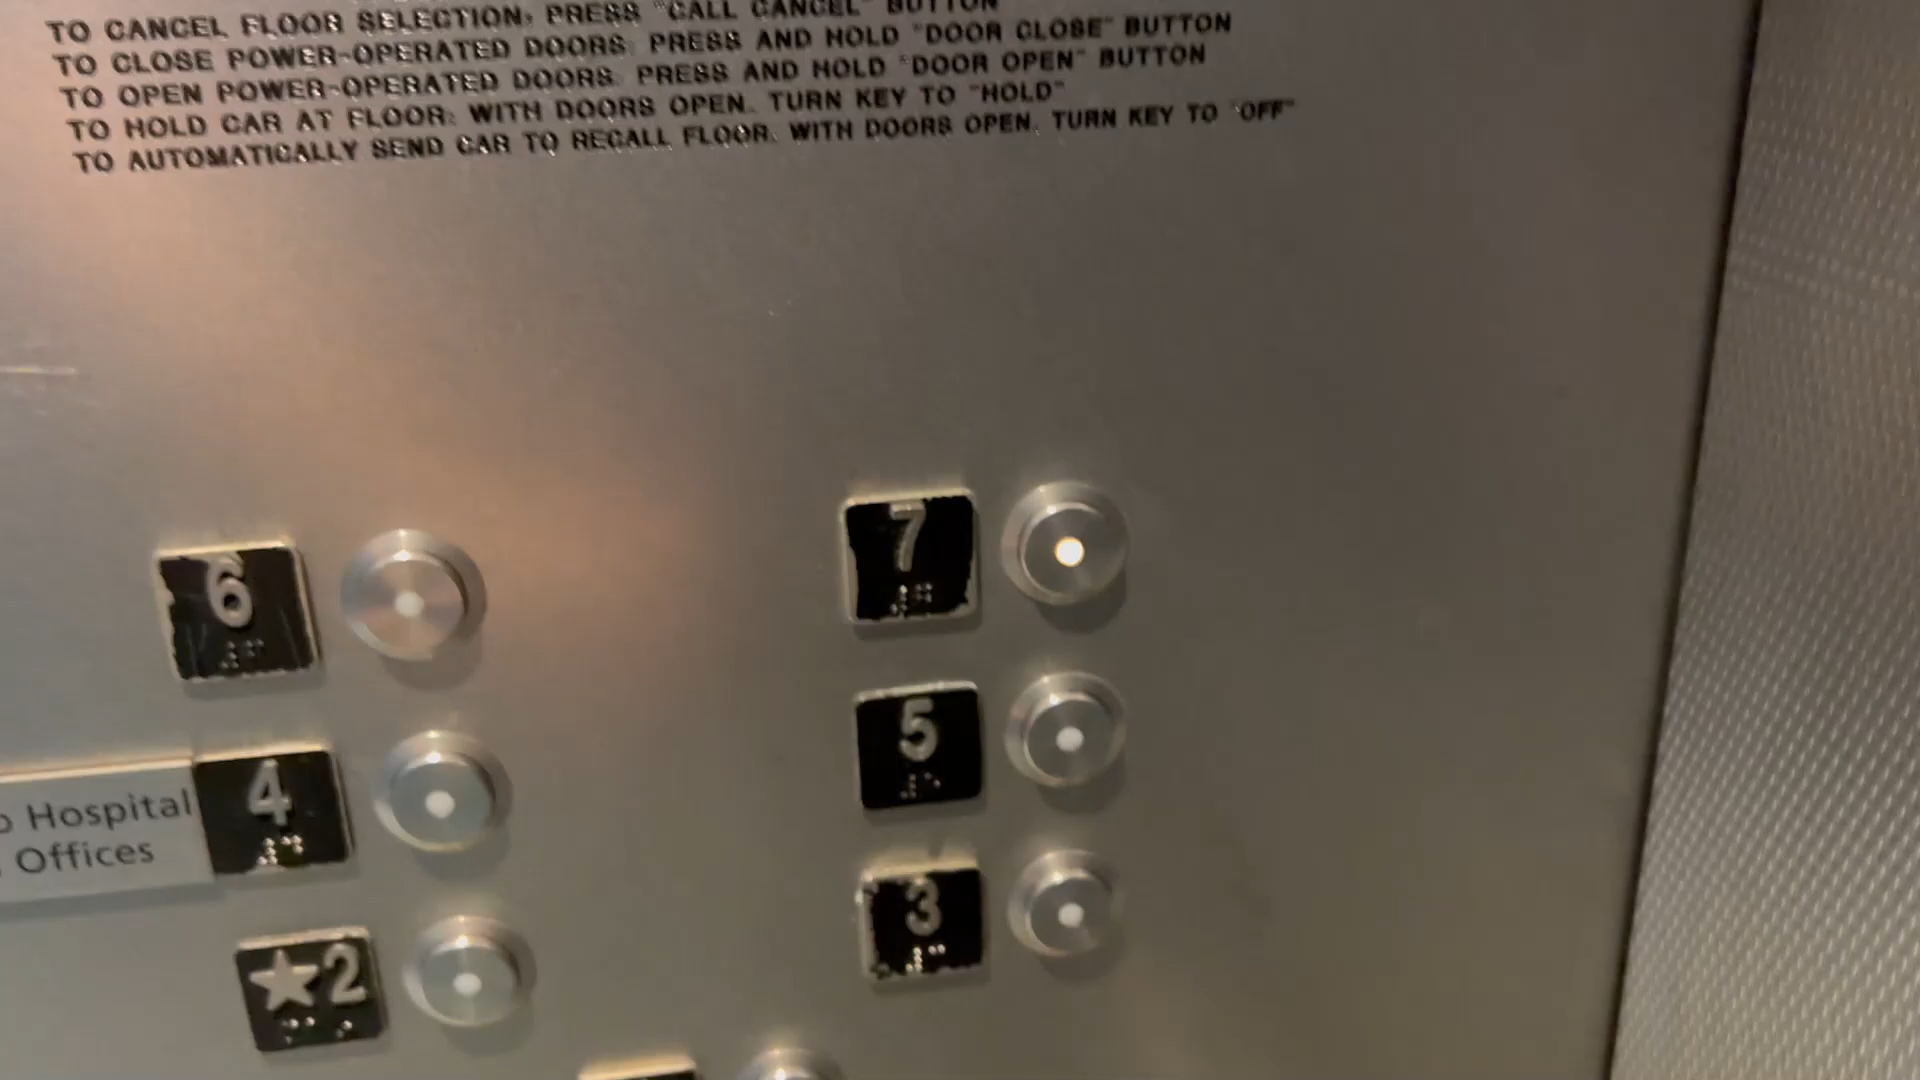 TO CANCEL FLOOR SELECTION, PRESS "CALL CANCEL" BUTTON
TO CLOSE POWER-OPERATED DOORS: PRESS AND HOLD "DOOR CLOSE" BUTTON
TO OPEN POWER-OPERATED DOORS: PRESS AND HOLD "DOOR OPEN" BUTTON
TO HOLD CAR AT FLOOR: WITH DOORS OPEN, TURN KEY TO "HOLD"
TO AUTOMATICALLY SEND CAR TO RECALL FLOOR: WITH DOORS OPEN, TURN KEY TO "OFF"
6
7
5
Hospital
Offices
4
3
★2